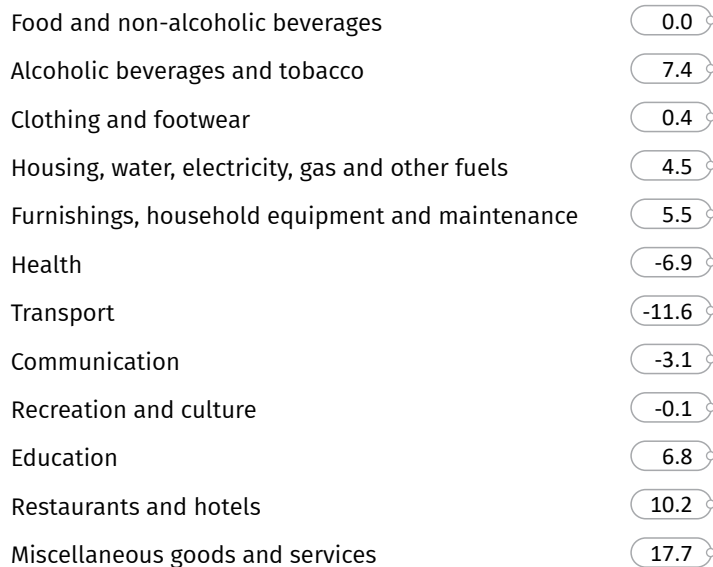 Food and non-alcoholic beverages 0.0
Alcoholic beverages and tobacco 7.4
Clothing and footwear 0.4
Housing, water, electricity, gas and other fuels 4.5
Furnishings, household equipment and maintenance 5.5
Health -6.9
Transport -11.6
Communication -3.1
Recreation and culture -0.1
Education 6.8
Restaurants and hotels 10.2
Miscellaneous goods and services 17.7